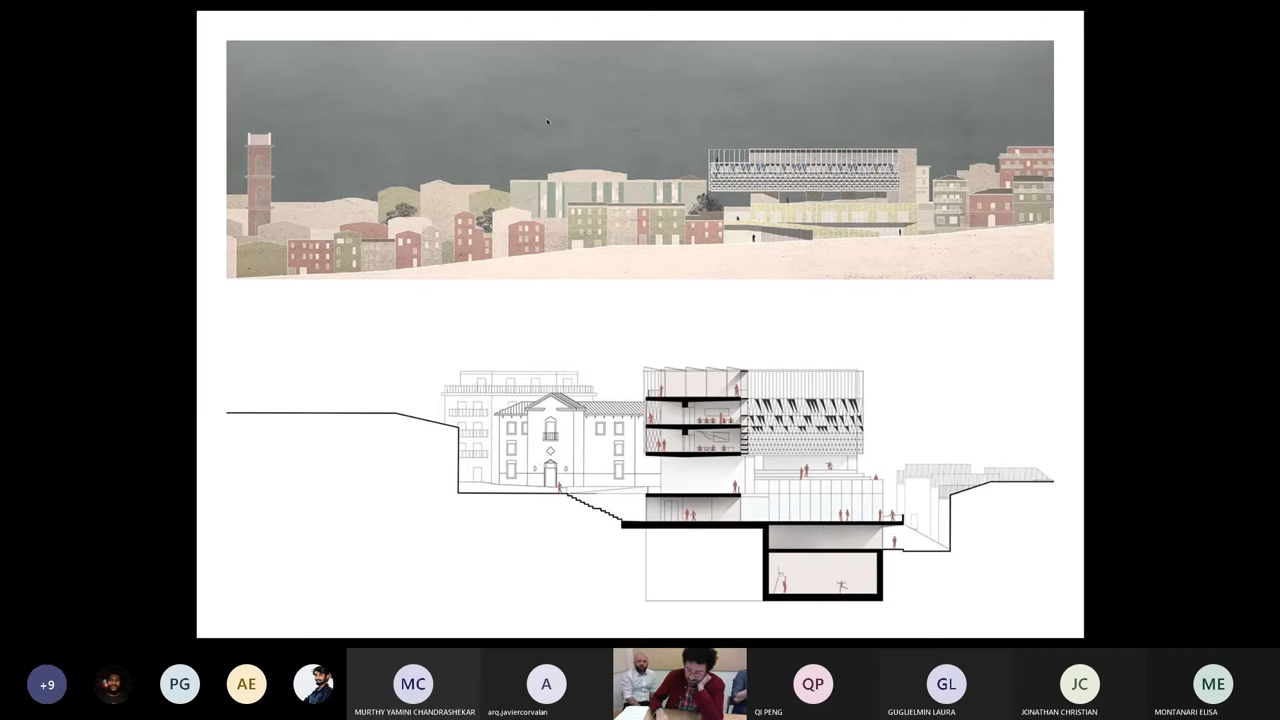 +9
PG
AE
MC
MURTHY YAMINI CHANDRASHEKAR
A
arq.javiercorvalan
QP
QI PENG
GL
GUGLIELMIN LAURA
JC
JONATHAN CHRISTIAN
ME
MONTANARI ELISA